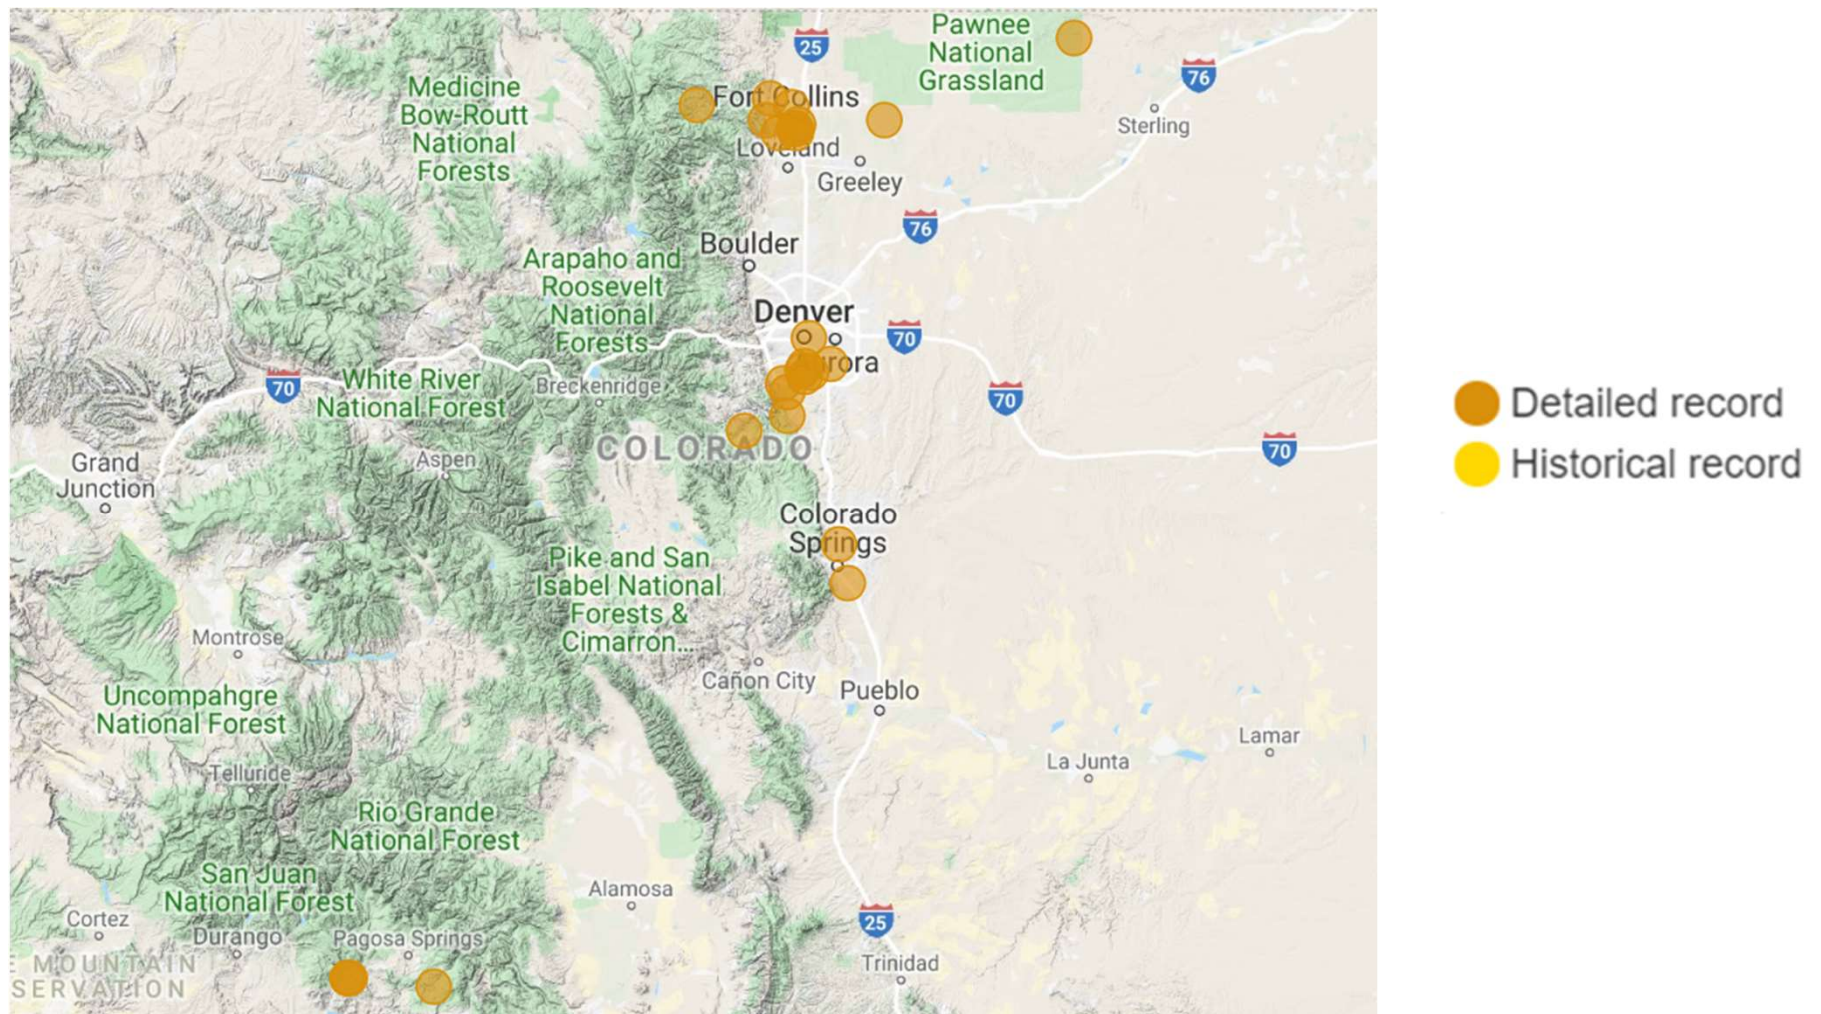 Pawnee
National
Grassland
25
76
Medicine
Bow-Routt
National
Forests
Fort Collins
Sterling
Loveland
Greeley
76
Boulder
Arapaho and
Roosevelt
National
Forests
Denver
70
rora
White River
National Forest
70
Breckenridge
70
COLORADO
70
Grand
Junction
Aspen
Colorado
Springs
Pike and San
Isabel National
Forests &
Cimarron...
Montrose
Cañon City
Pueblo
Uncompahgre
National Forest
Lamar
La Junta
Telluride
Rio Grande
National Forest
San Juan
National Forest
Alamosa
Cortez
Durango
Pagosa Springs
25
E MOUNTAIN
SERVATION
Trinidad
Detailed record
Historical record